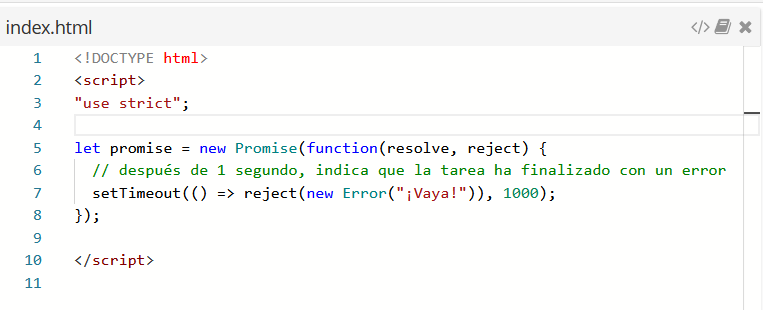 index.html
1 <!DOCTYPE html>
2 <script>
3 "use strict";
4
5 let promise = new Promise(function(resolve, reject) {
6   // después de 1 segundo, indica que la tarea ha finalizado con un error
7   setTimeout(() => reject(new Error("¡Vaya!")), 1000);
8 });
9
10 </script>
11